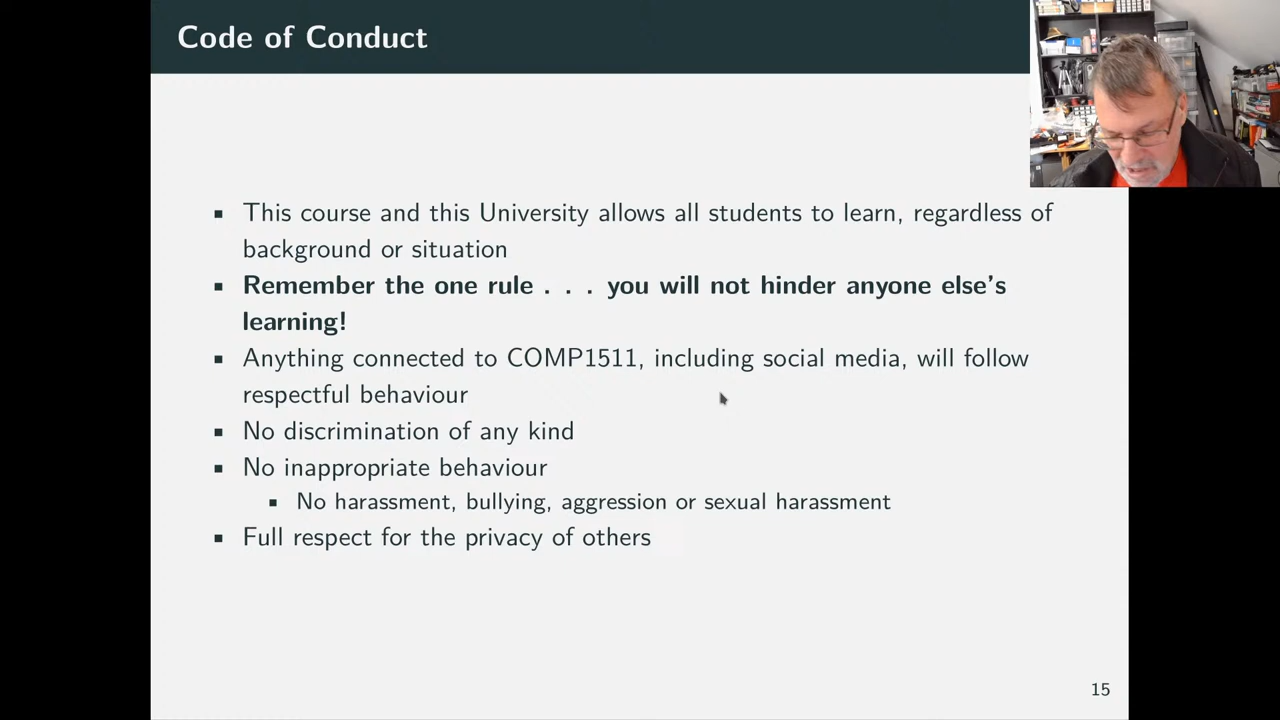 Code of Conduct
▪ This course and this University allows all students to learn, regardless of
background or situation
▪ Remember the one rule . . . you will not hinder anyone else's
learning!
▪ Anything connected to COMP1511, including social media, will follow
respectful behaviour
▪ No discrimination of any kind
▪ No inappropriate behaviour
▪ No harassment, bullying, aggression or sexual harassment
▪ Full respect for the privacy of others
15